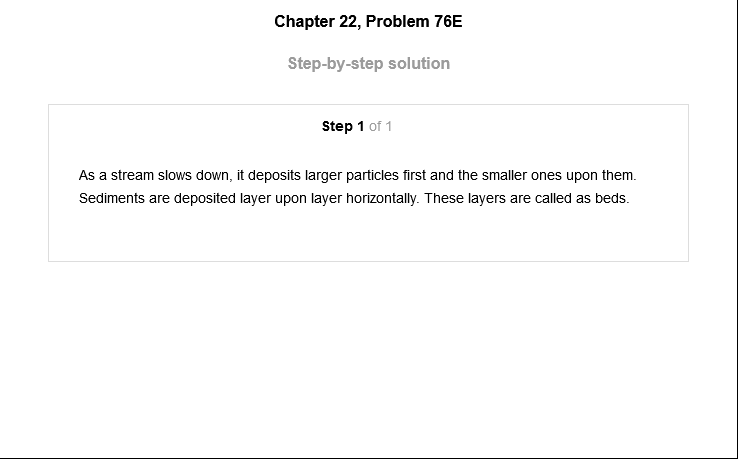 Chapter 22, Problem 76E
Step-by-step solution
Step 1 of 1
As a stream slows down, it deposits larger particles first and the smaller ones upon them.
Sediments are deposited layer upon layer horizontally. These layers are called as beds.